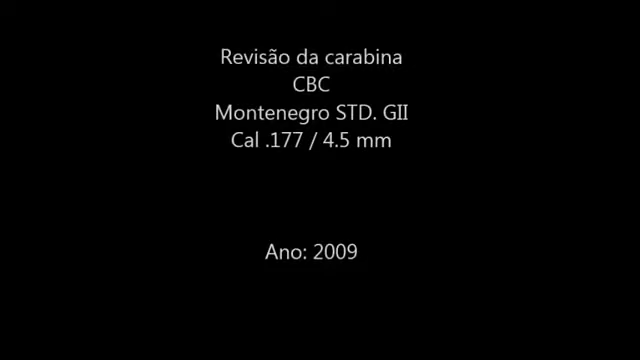 Revisão da carabina
CBC
Montenegro STD. GII
Cal .177 / 4.5 mm
Ano: 2009